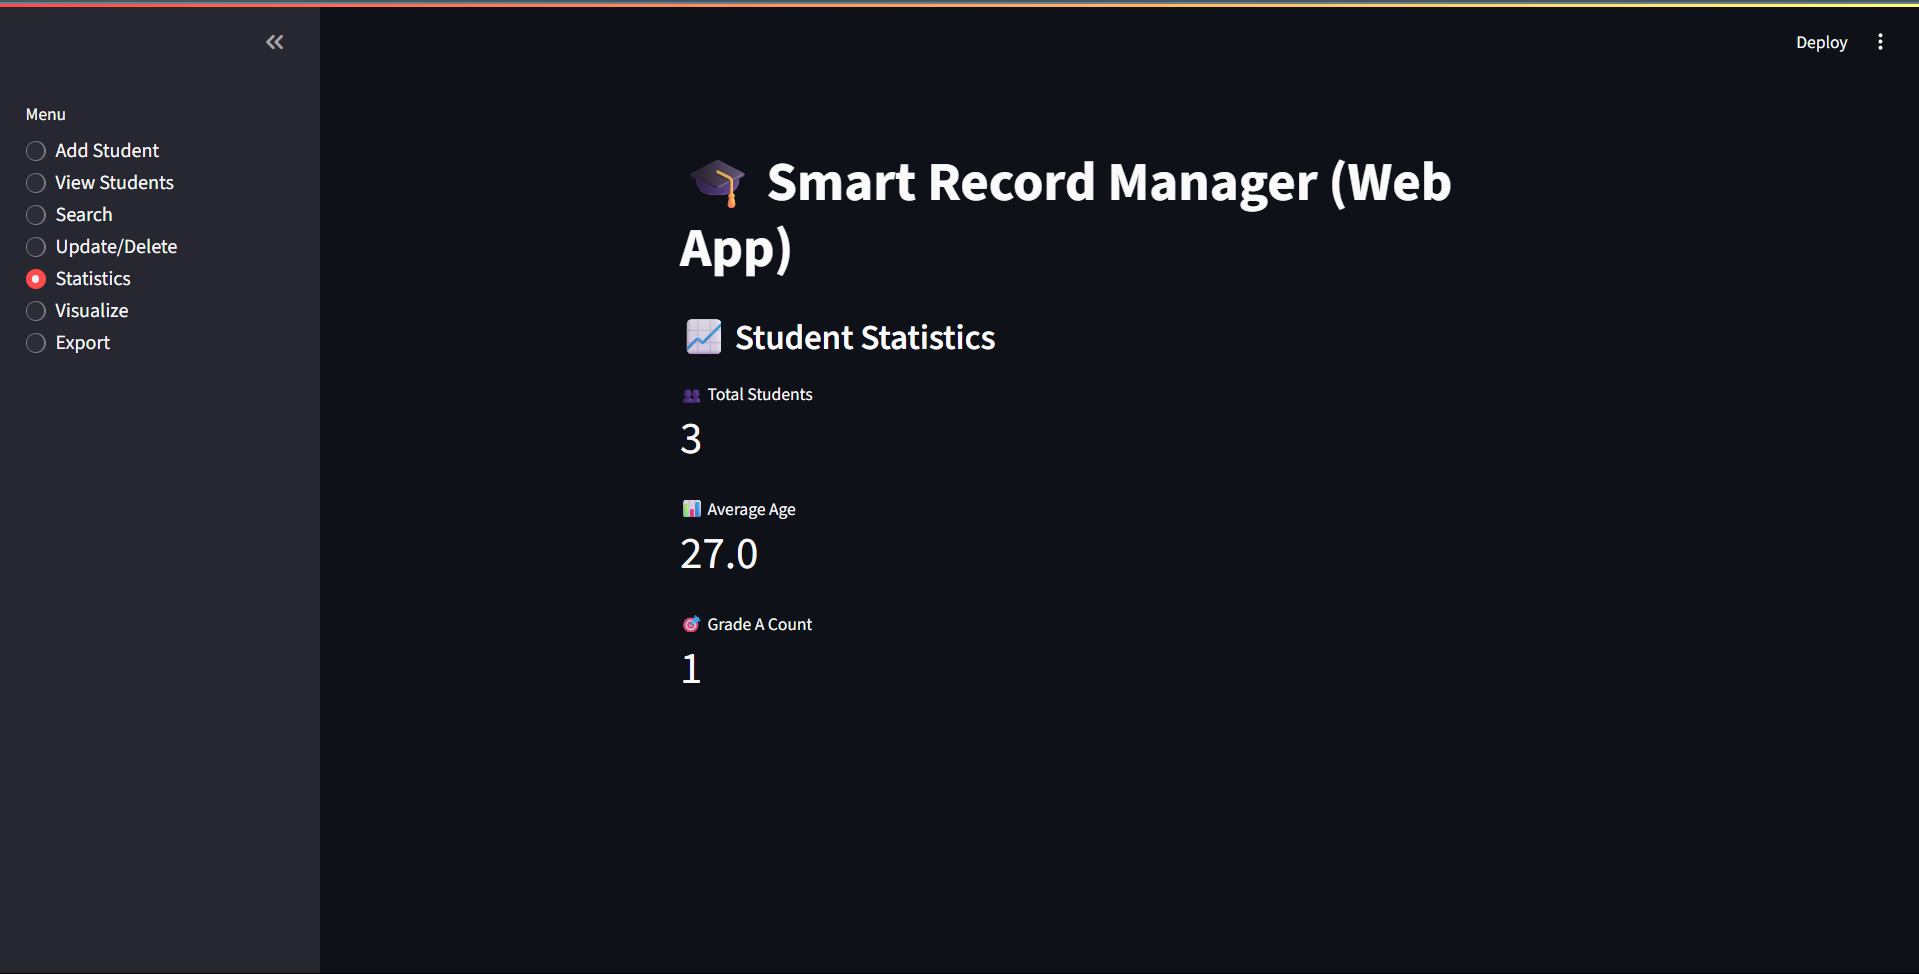 Deploy
Menu
Add Student
View Students
Search
Update/Delete
Statistics
Visualize
Export
🎓 Smart Record Manager (Web
App)
📈 Student Statistics
👥 Total Students
3
📊 Average Age
27.0
🎯 Grade A Count
1